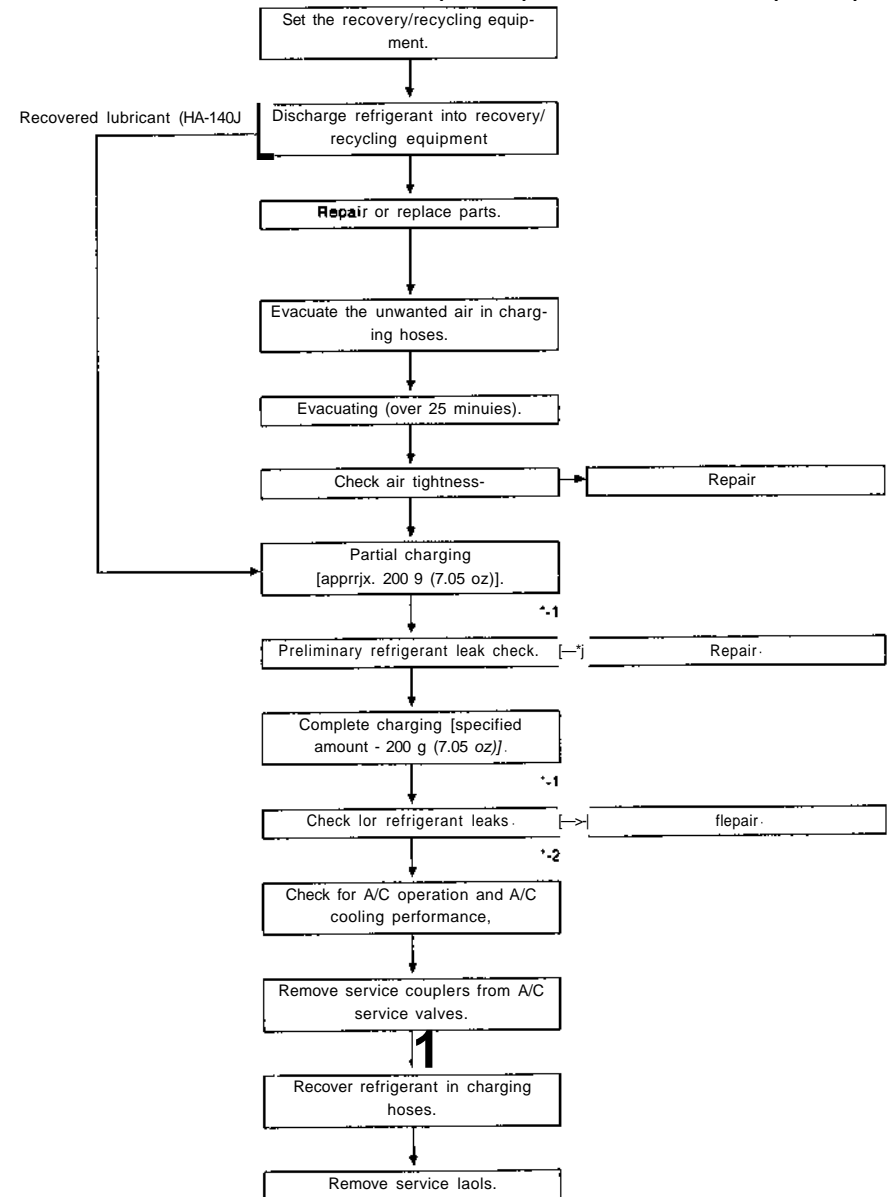 Set the recovery/recycling equip-
ment.
Recovered lubricant (HA-140J
Discharge refrigerant into recovery/
recycling equipment
Repair or replace parts.
Evacuate the unwanted air in charg-
ing hoses.
Evacuating (over 25 minuies).
Check air tightness-
Repair
Partial charging
[apprrjx. 200 9 (7.05 oz)].
*-1
Preliminary refrigerant leak check.
[—*j
Repair.
Complete charging [specified
amount - 200 g (7.05 oz)].
*-1
Check lor refrigerant leaks.
[—>-|
flepair.
*-2
Check for A/C operation and A/C
cooling performance,
Remove service couplers from A/C
service valves.
1
Recover refrigerant in charging
hoses.
Remove service laols.